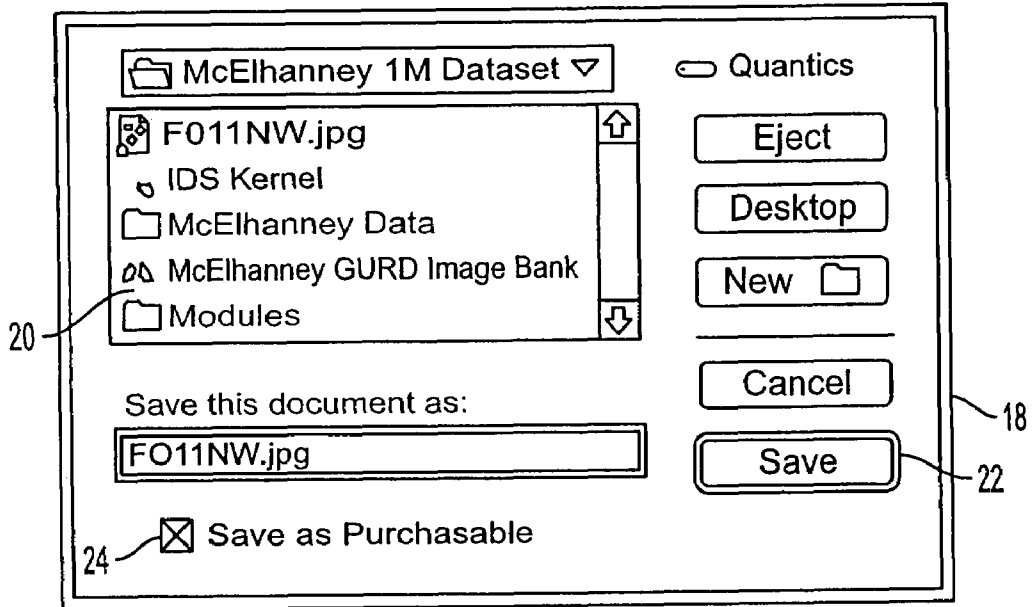 McElhanney 1M Dataset
Quantics
F011NW.jpg
IDS Kernel
McElhanney Data
McElhanney GURD Image Bank
Modules
Eject
Desktop
New
Cancel
Save this document as:
FO11NW.jpg
Save
Save as Purchasable
20
18
22
24